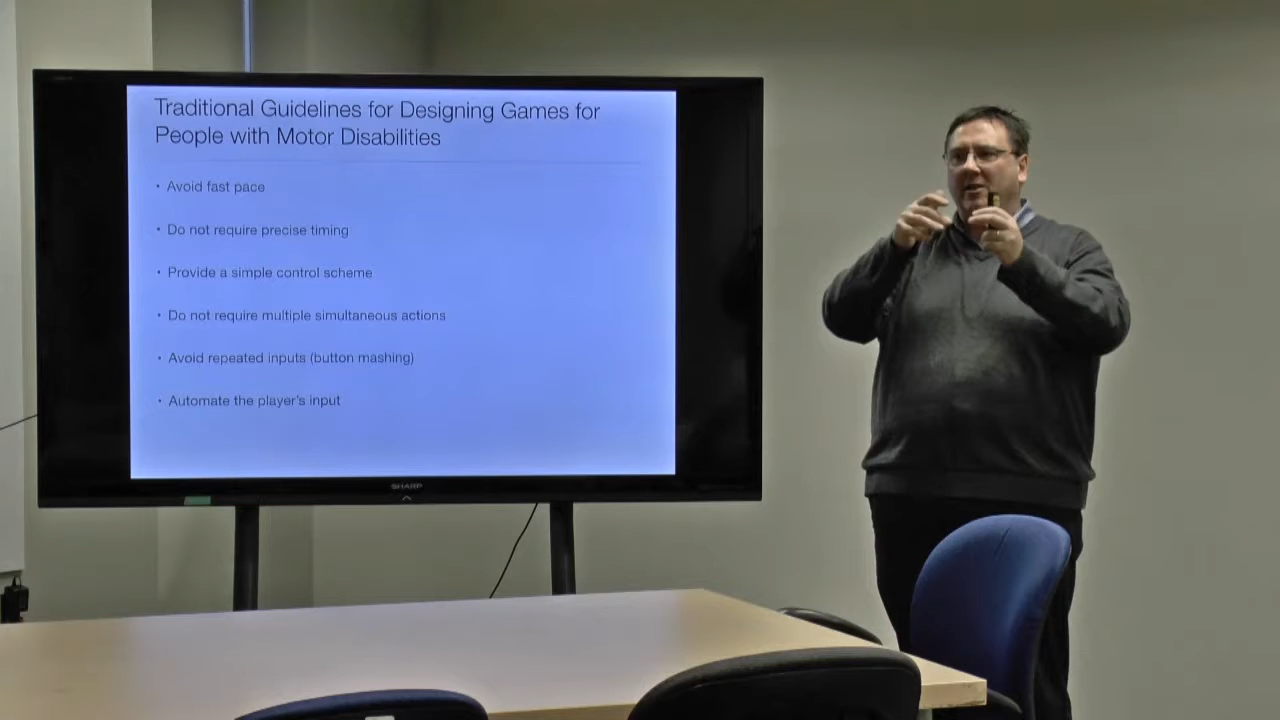 Traditional Guidelines for Designing Games for
People with Motor Disabilities
• Avoid fast pace
• Do not require precise timing
• Provide a simple control scheme
• Do not require multiple simultaneous actions
• Avoid repeated inputs (button mashing)
• Automate the player's input
SHARP